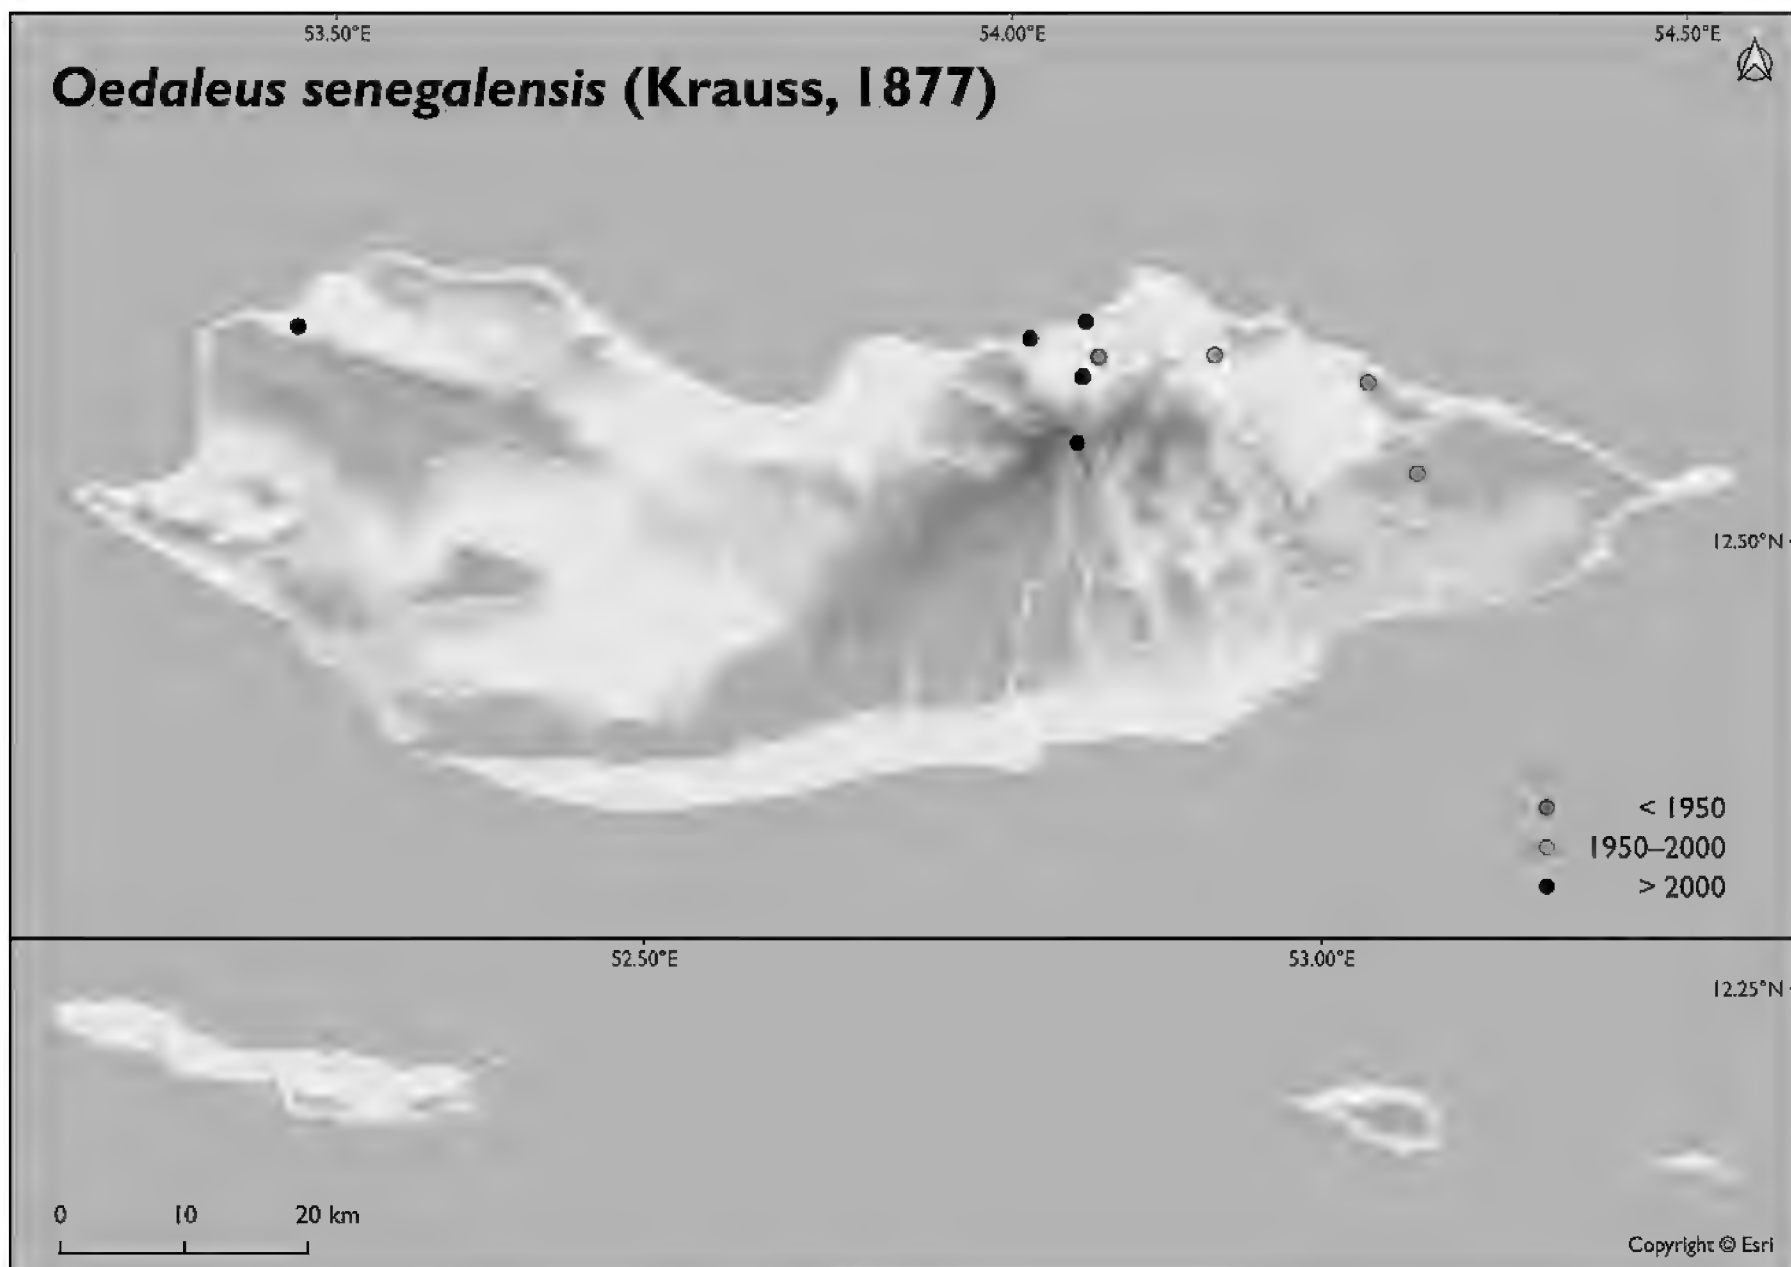 53.50°E 54.00°E 54.50°E
Oedaleus senegalensis (Krauss, 1877)
12.50°N
< 1950
1950–2000
> 2000
52.50°E 53.00°E
12.25°N
0 10 20 km
Copyright © Esri